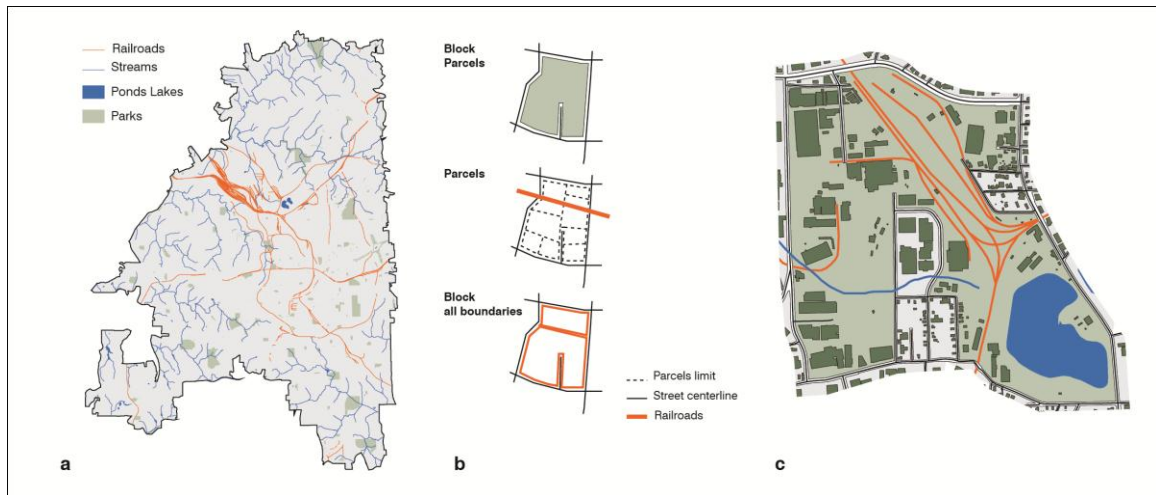 Railroads
Streams
Ponds Lakes
Parks
a
Block
Parcels
Parcels
Block
all boundaries
Parcels limit
Street centerline
Railroads
b
c